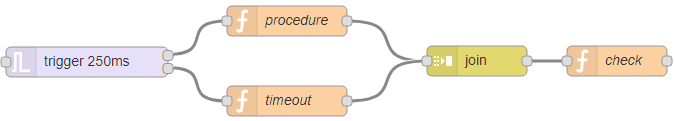 procedure
trigger 250ms
join
check
timeout